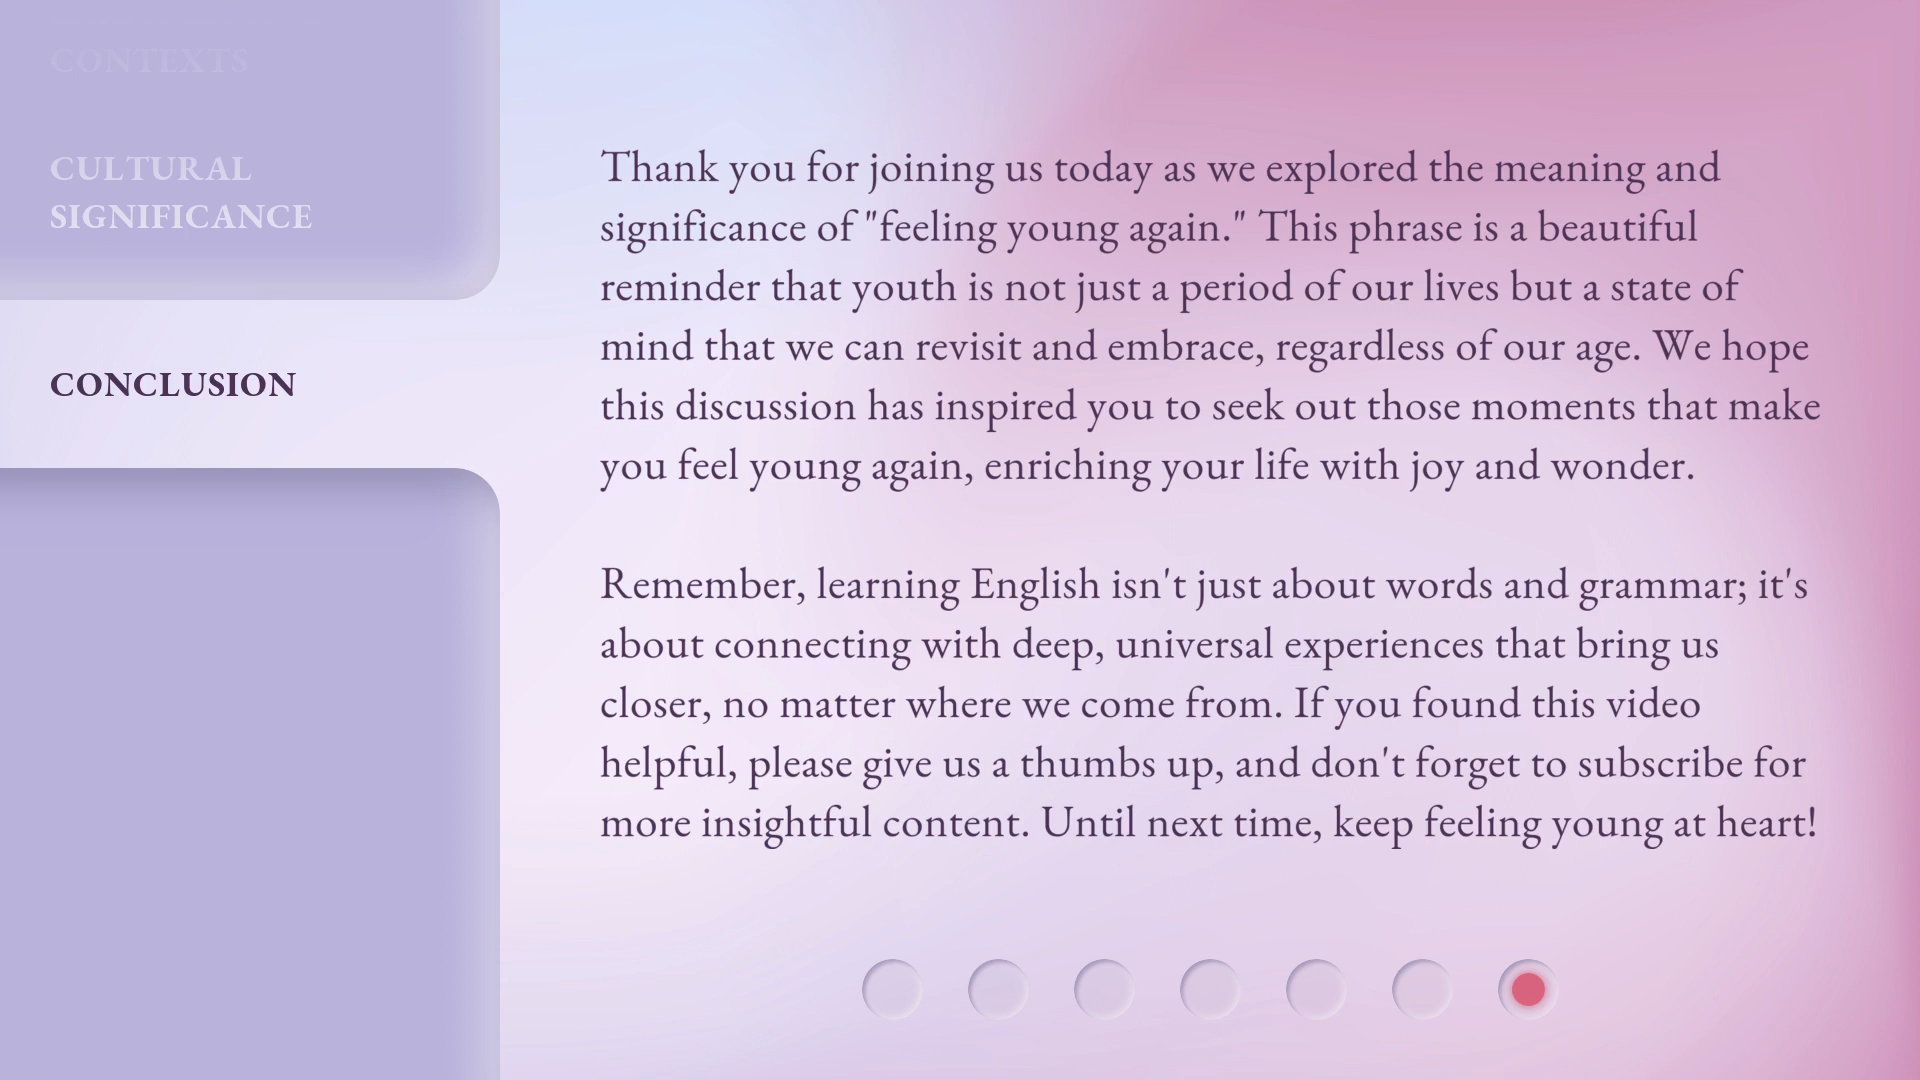 CONTEXTS
CULTURAL
SIGNIFICANCE
CONCLUSION
Thank you for joining us today as we explored the meaning and
significance of "feeling young again." This phrase is a beautiful
reminder that youth is not just a period of our lives but a state of
mind that we can revisit and embrace, regardless of our age. We hope
this discussion has inspired you to seek out those moments that make
you feel young again, enriching your life with joy and wonder.
Remember, learning English isn't just about words and grammar; it's
about connecting with deep, universal experiences that bring us
closer, no matter where we come from. If you found this video
helpful, please give us a thumbs up, and don't forget to subscribe for
more insightful content. Until next time, keep feeling young at heart!